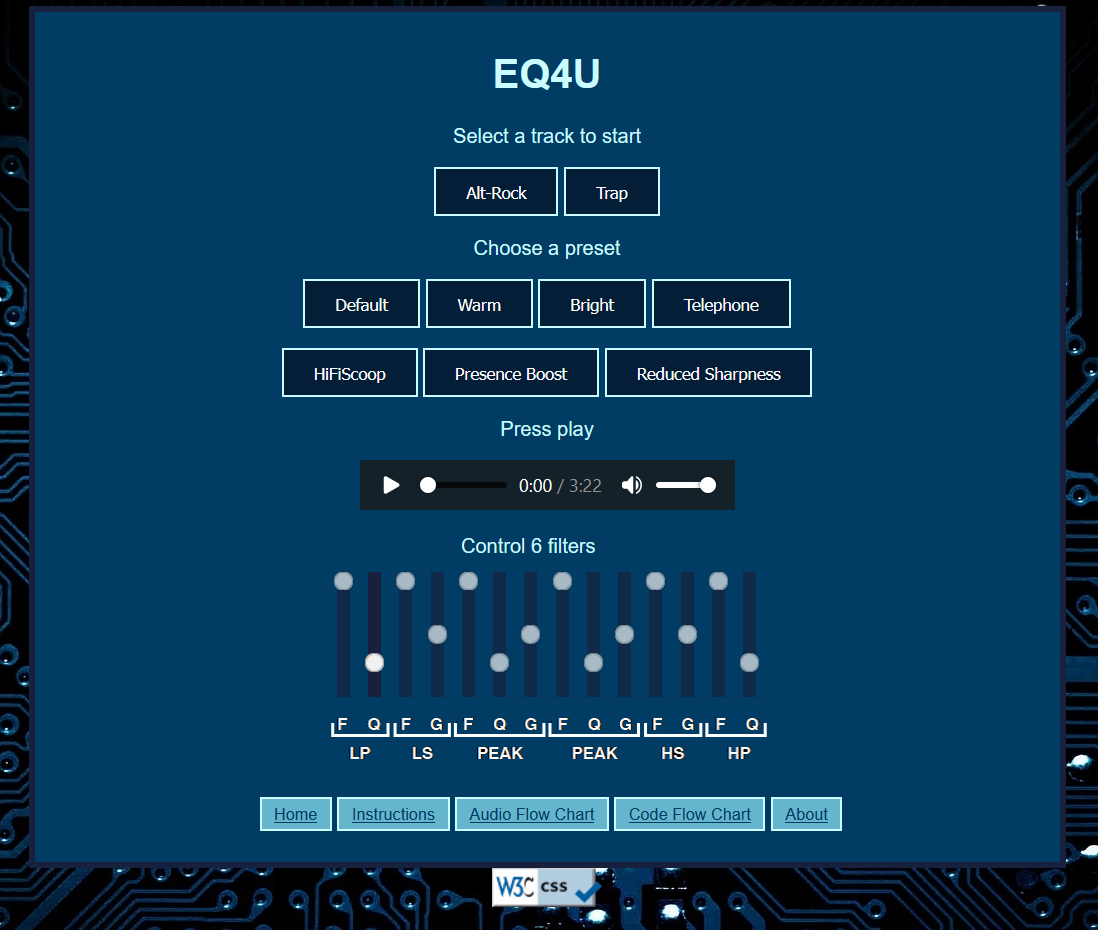 EQ4U
Select a track to start
Alt-Rock Trap
Choose a preset
Default Warm Bright Telephone
HiFiScoop Presence Boost Reduced Sharpness
Press play
0:00 / 3:22
Control 6 filters
F Q F G F Q G F Q G F G F Q
LP LS PEAK PEAK HS HP
Home Instructions Audio Flow Chart Code Flow Chart About
W3C css